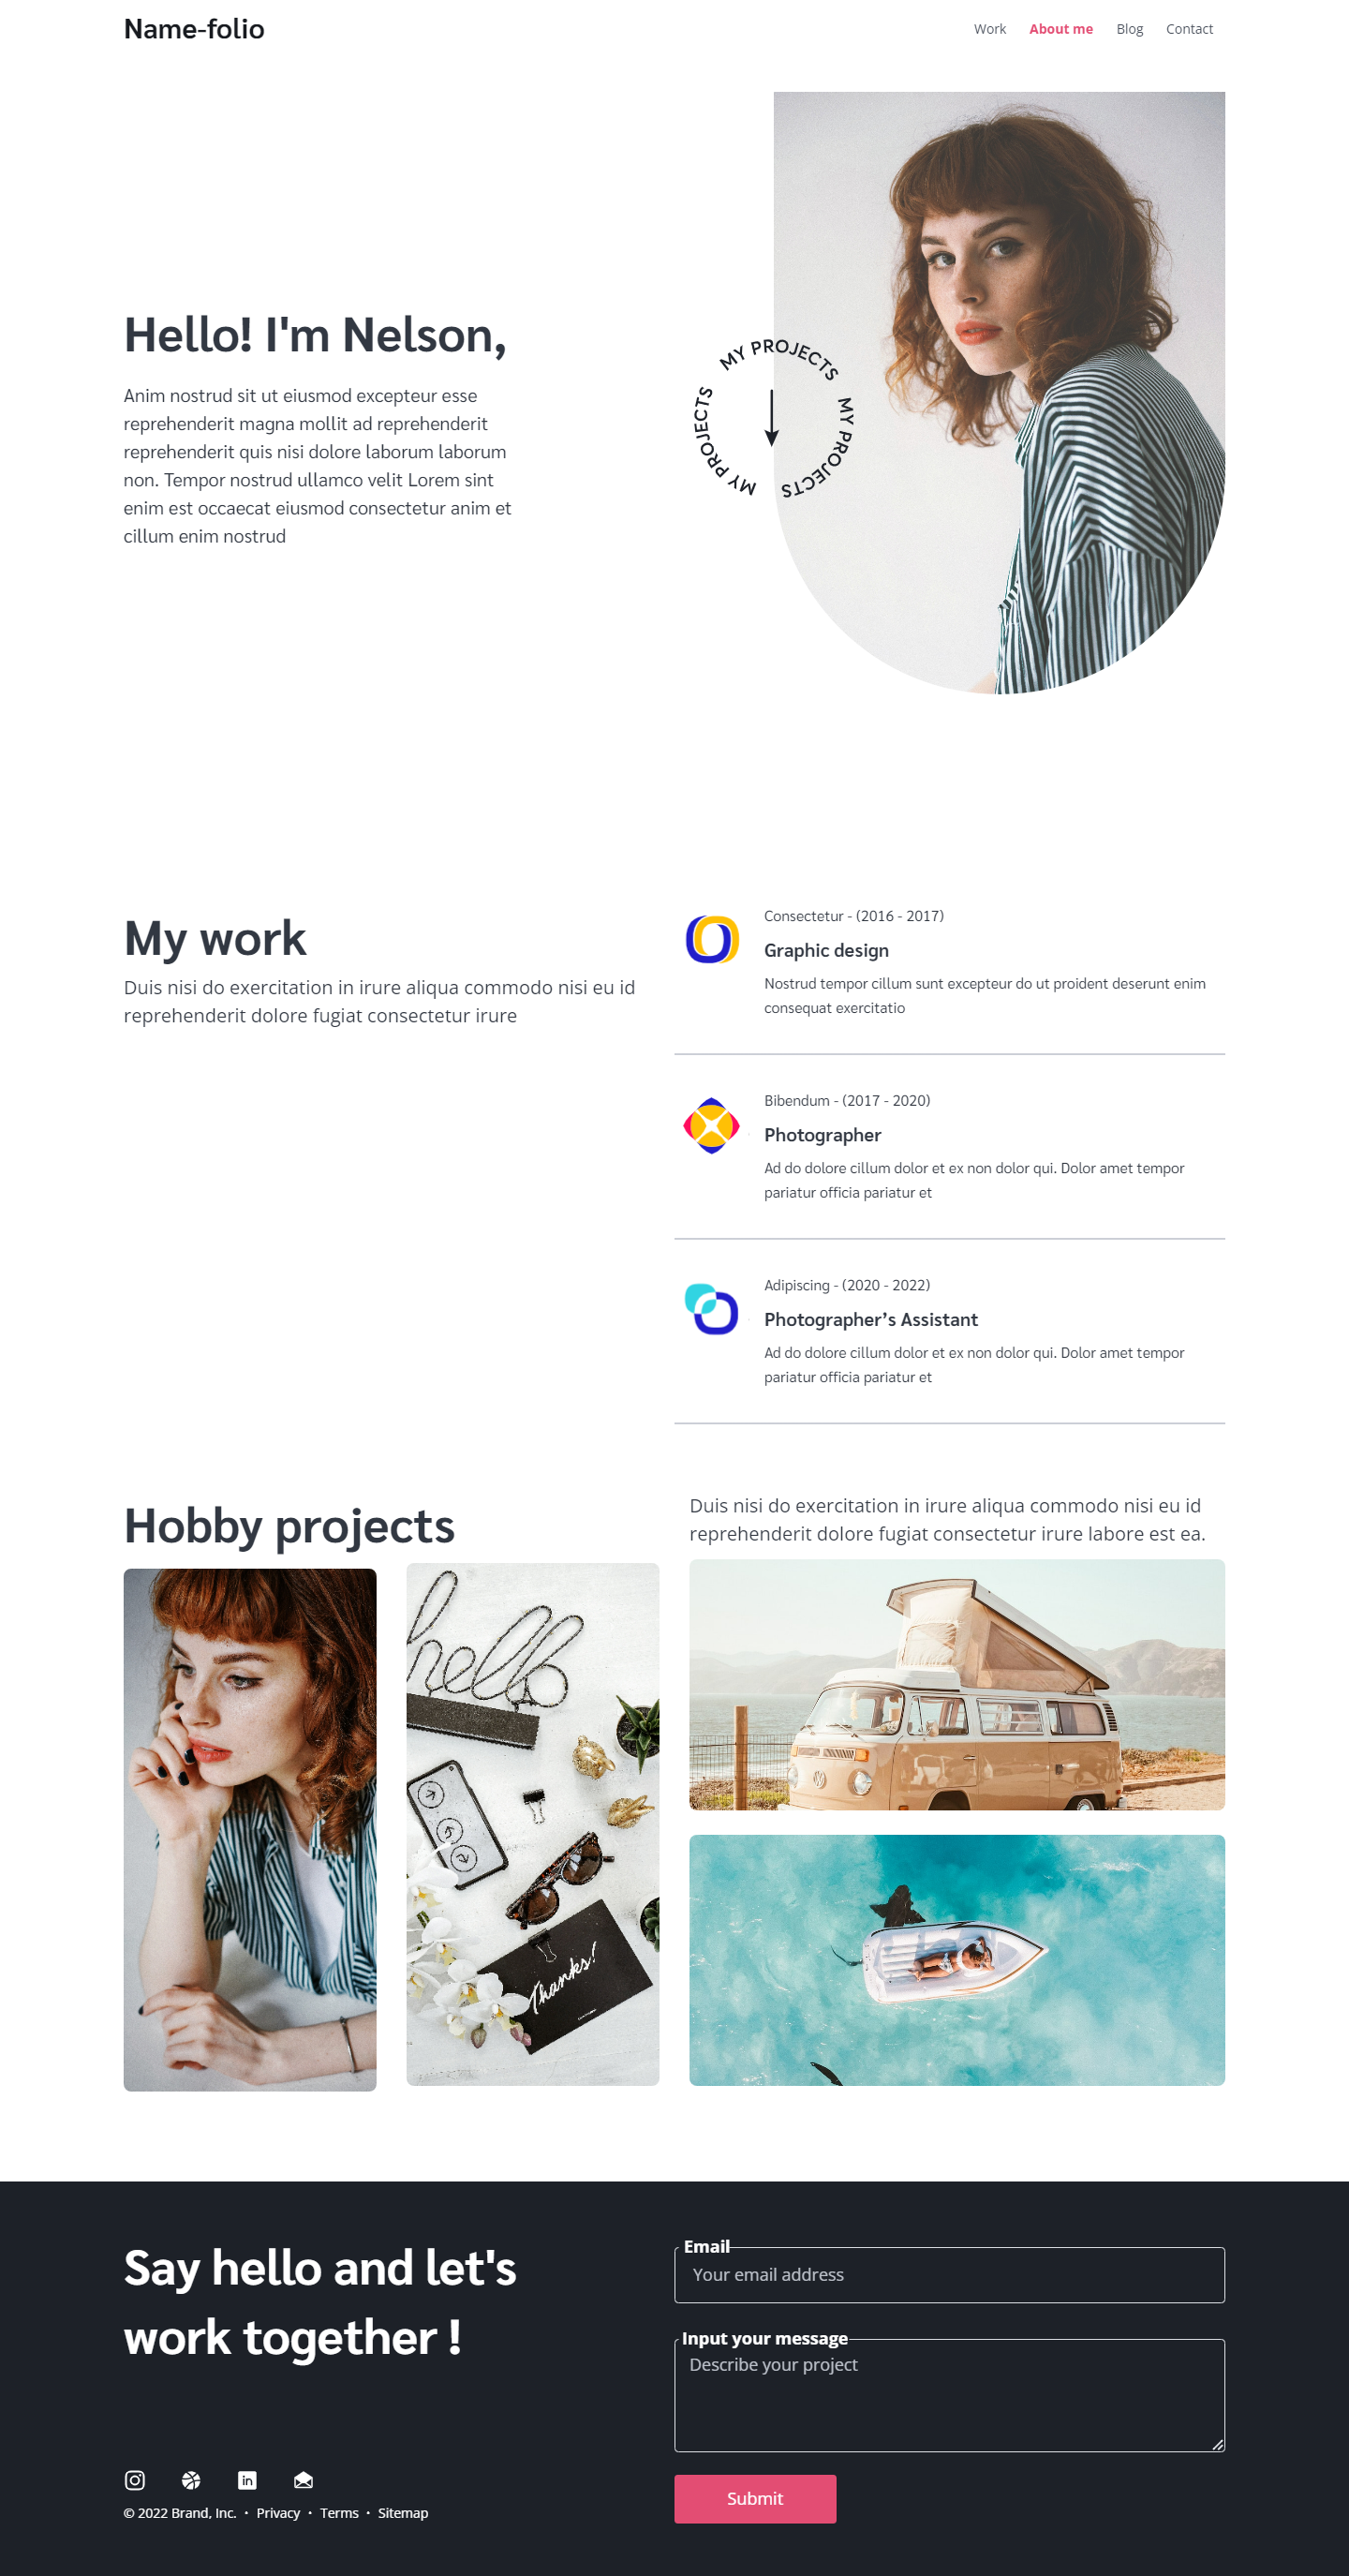 Name-folio
Work About me Blog Contact
MY PROJECTS MY PROJECTS MY PROJECTS
Hello! I'm Nelson,
Anim nostrud sit ut eiusmod excepteur esse
reprehenderit magna mollit ad reprehenderit
reprehenderit quis nisi dolore laborum laborum
non. Tempor nostrud ullamco velit Lorem sint
enim est occaecat eiusmod consectetur anim et
cillum enim nostrud
My work
Duis nisi do exercitation in irure aliqua commodo nisi eu id
reprehenderit dolore fugiat consectetur irure
Consectetur - (2016 - 2017)
Graphic design
Nostrud tempor cillum sunt excepteur do ut proident deserunt enim
consequat exercitatio
Bibendum - (2017 - 2020)
Photographer
Ad do dolore cillum dolor et ex non dolor qui. Dolor amet tempor
pariatur officia pariatur et
Adipiscing - (2020 - 2022)
Photographer’s Assistant
Ad do dolore cillum dolor et ex non dolor qui. Dolor amet tempor
pariatur officia pariatur et
Hobby projects
Duis nisi do exercitation in irure aliqua commodo nisi eu id
reprehenderit dolore fugiat consectetur irure labore est ea.
hello
Thanks!
Say hello and let's
work together !
Email
Your email address
Input your message
Describe your project
Submit
© 2022 Brand, Inc. • Privacy • Terms • Sitemap